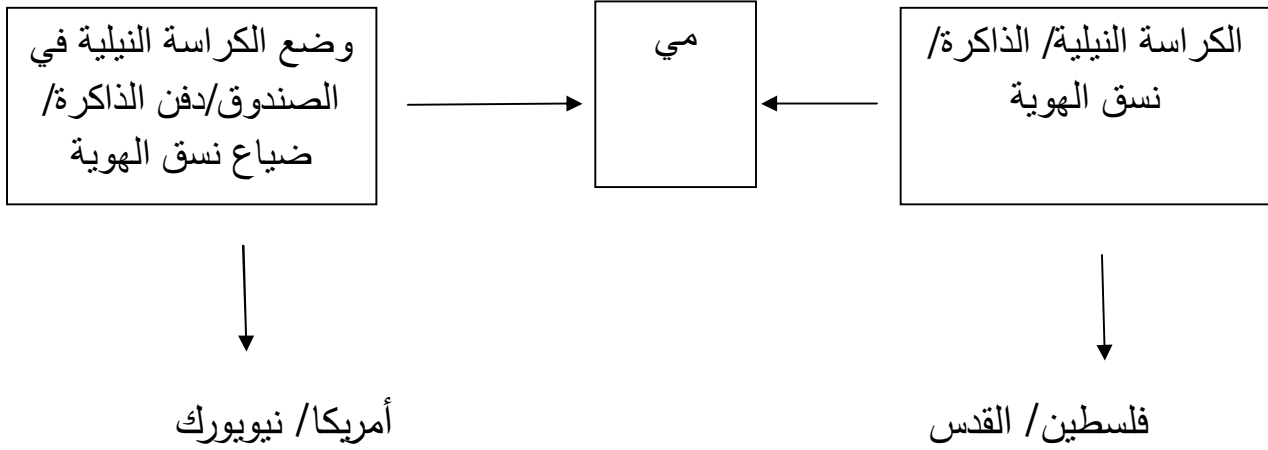 الكراسة النيلية/ الذاكرة/
نسق الهوية
مي
وضع الكراسة النيلية في
الصندوق/دفن الذاكرة/
ضياع نسق الهوية
فلسطين/ القدس
أمريكا/ نيويورك